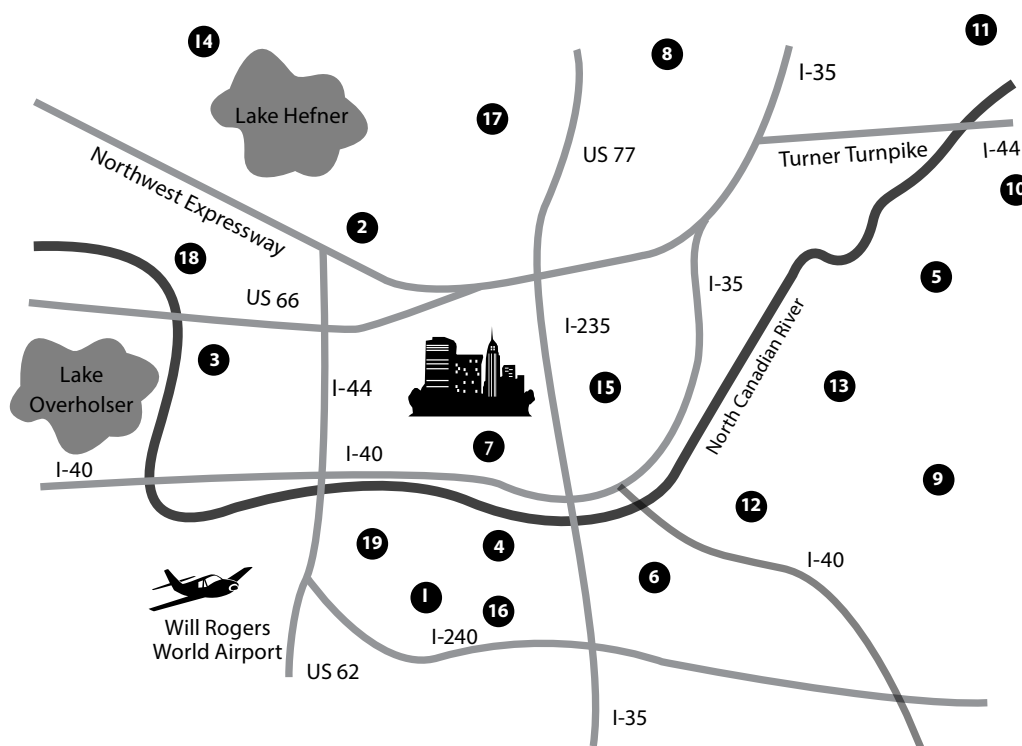 11
14
8
I-35
Lake Hefner
17
Turner Turnpike
I-44
US 77
Northwest Expressway
10
2
18
5
I-35
US 66
I-235
3
Lake
Overholser
I-44
15
13
North Canadian River
7
I-40
I-40
9
12
19
4
I-40
6
1
16
Will Rogers
World Airport
I-240
US 62
I-35